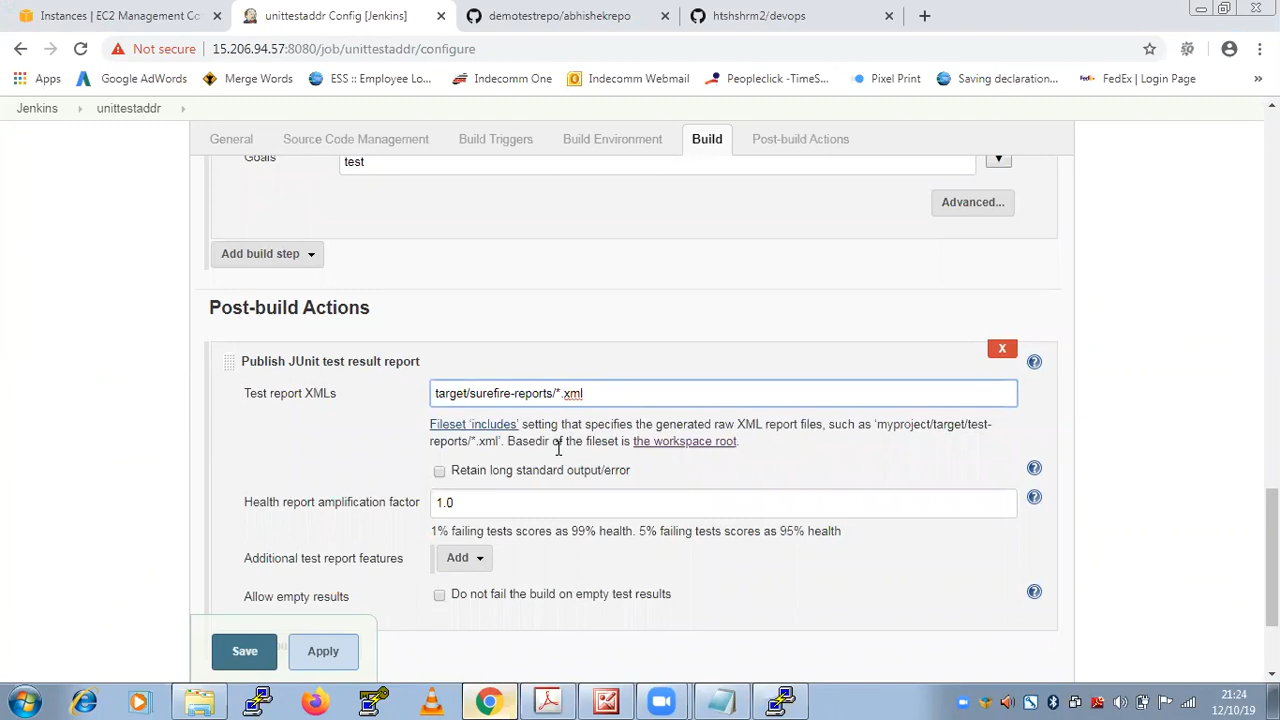 Instances | EC2 Management Co
unittestaddr Config [Jenkins]
demotestrepo/abhishekrepo
htshshrm2/devops
Not secure
15.206.94.57:8080/job/unittestaddr/configure
Apps
Google AdWords
Merge Words
ESS :: Employee Lo...
Indecomm One
Indecomm Webmail
Peopleclick -TimeS...
Pixel Print
Saving declaration...
FedEx | Login Page
Jenkins
unittestaddr
General
Source Code Management
Build Triggers
Build Environment
Build
Post-build Actions
Goals
test
Advanced...
Add build step
Post-build Actions
Publish JUnit test result report
X
Test report XMLs
target/surefire-reports/*.xml
Fileset 'includes' setting that specifies the generated raw XML report files, such as 'myproject/target/test-
reports/*.xml'. Basedir of the fileset is the workspace root.
Retain long standard output/error
Health report amplification factor
1.0
1% failing tests scores as 99% health. 5% failing tests scores as 95% health
Additional test report features
Add
Allow empty results
Do not fail the build on empty test results
Save
Apply
21:24
12/10/19